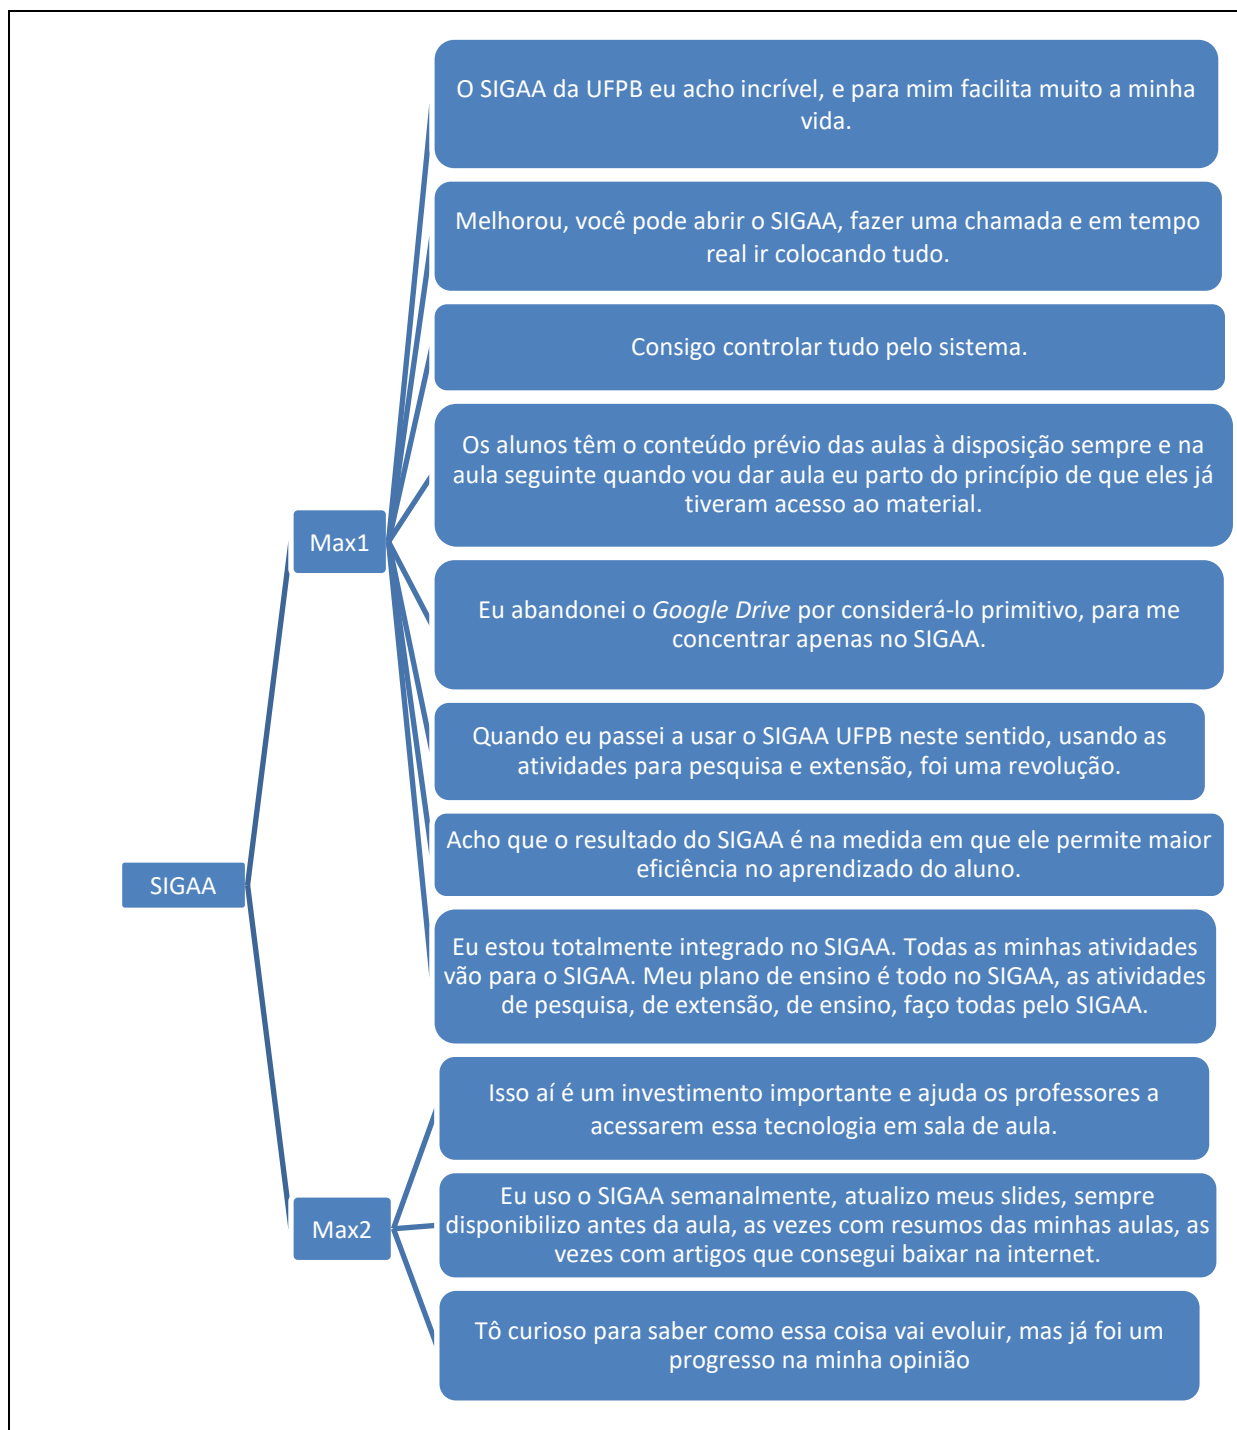 O SIGAA da UFPB eu acho incrível, e para mim facilita muito a minha
vida.
Melhorou, você pode abrir o SIGAA, fazer uma chamada e em tempo
real ir colocando tudo.
Consigo controlar tudo pelo sistema.
Os alunos têm o conteúdo prévio das aulas à disposição sempre e na
aula seguinte quando vou dar aula eu parto do princípio de que eles já
tiveram acesso ao material.
Max1
Eu abandonei o Google Drive por considerá-lo primitivo, para me
concentrar apenas no SIGAA.
Quando eu passei a usar o SIGAA UFPB neste sentido, usando as
atividades para pesquisa e extensão, foi uma revolução.
Acho que o resultado do SIGAA é na medida em que ele permite maior
eficiência no aprendizado do aluno.
SIGAA
Eu estou totalmente integrado no SIGAA. Todas as minhas atividades
vão para o SIGAA. Meu plano de ensino é todo no SIGAA, as atividades
de pesquisa, de extensão, de ensino, faço todas pelo SIGAA.
Isso aí é um investimento importante e ajuda os professores a
acessarem essa tecnologia em sala de aula.
Eu uso o SIGAA semanalmente, atualizo meus slides, sempre
disponibilizo antes da aula, as vezes com resumos das minhas aulas, as
vezes com artigos que consegui baixar na internet.
Max2
Tô curioso para saber como essa coisa vai evoluir, mas já foi um
progresso na minha opinião